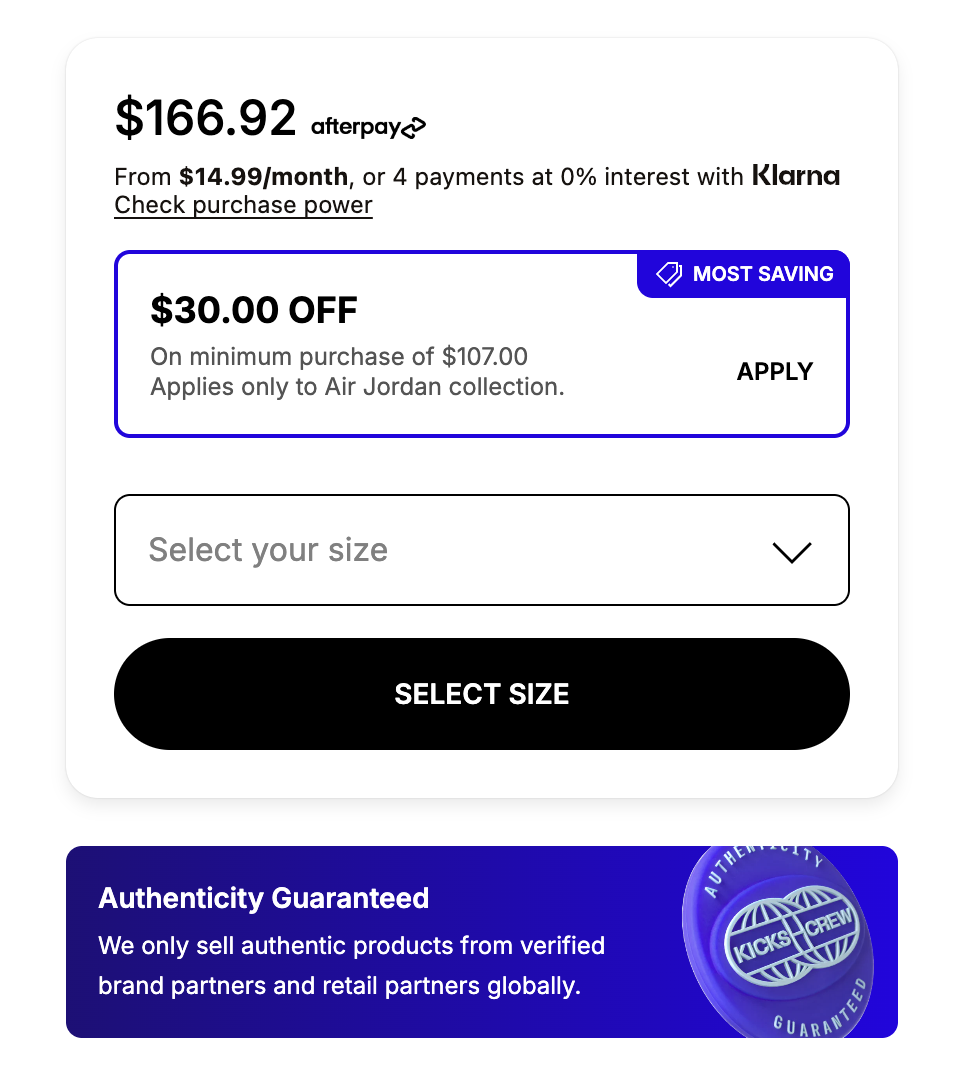 $166.92 afterpay
From $14.99/month, or 4 payments at 0% interest with Klarna
Check purchase power
MOST SAVING
$30.00 OFF
On minimum purchase of $107.00
Applies only to Air Jordan collection.
APPLY
Select your size
SELECT SIZE
Authenticity Guaranteed
We only sell authentic products from verified
brand partners and retail partners globally.
AUTHENTICITY
KICKS CREW
GUARANTEED